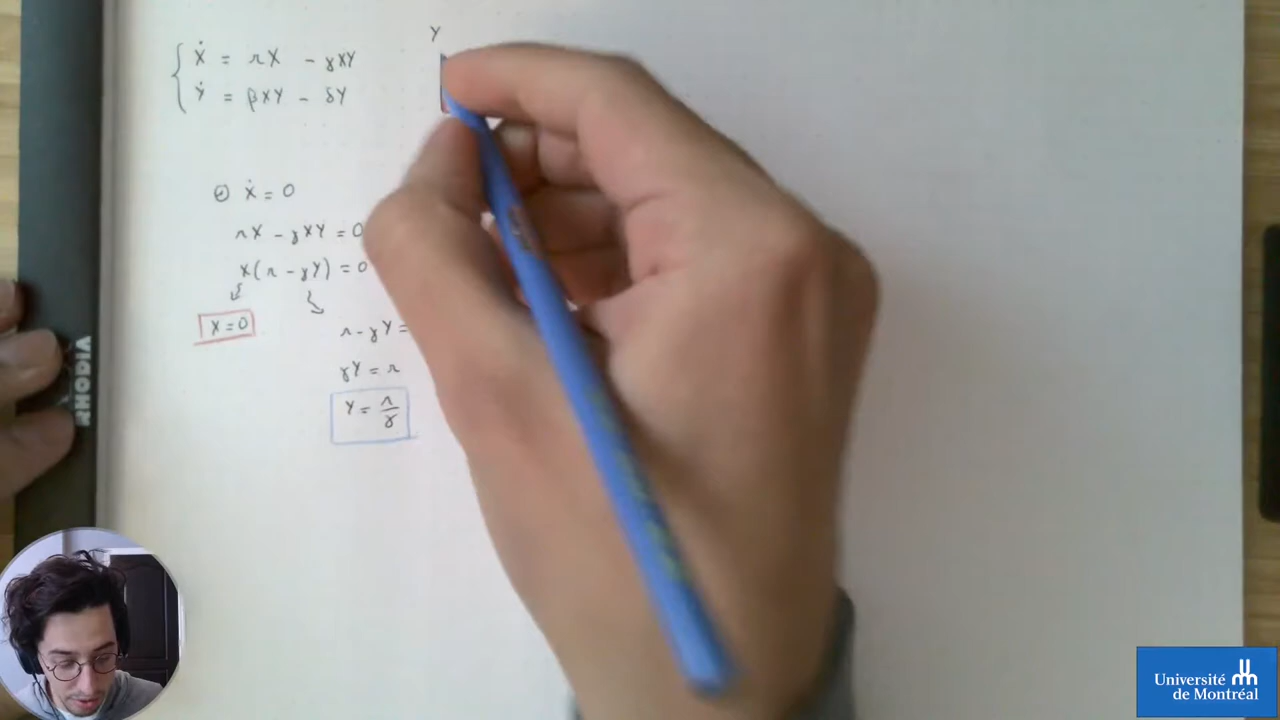 Ẋ = rX - γXY
Ẏ = βXY - δY
Y
① Ẋ = 0
rX - γXY = 0
X(r - γY) = 0
X = 0
r - γY =
γY = r
Y = r/γ
RHODIA
Université
de Montréal